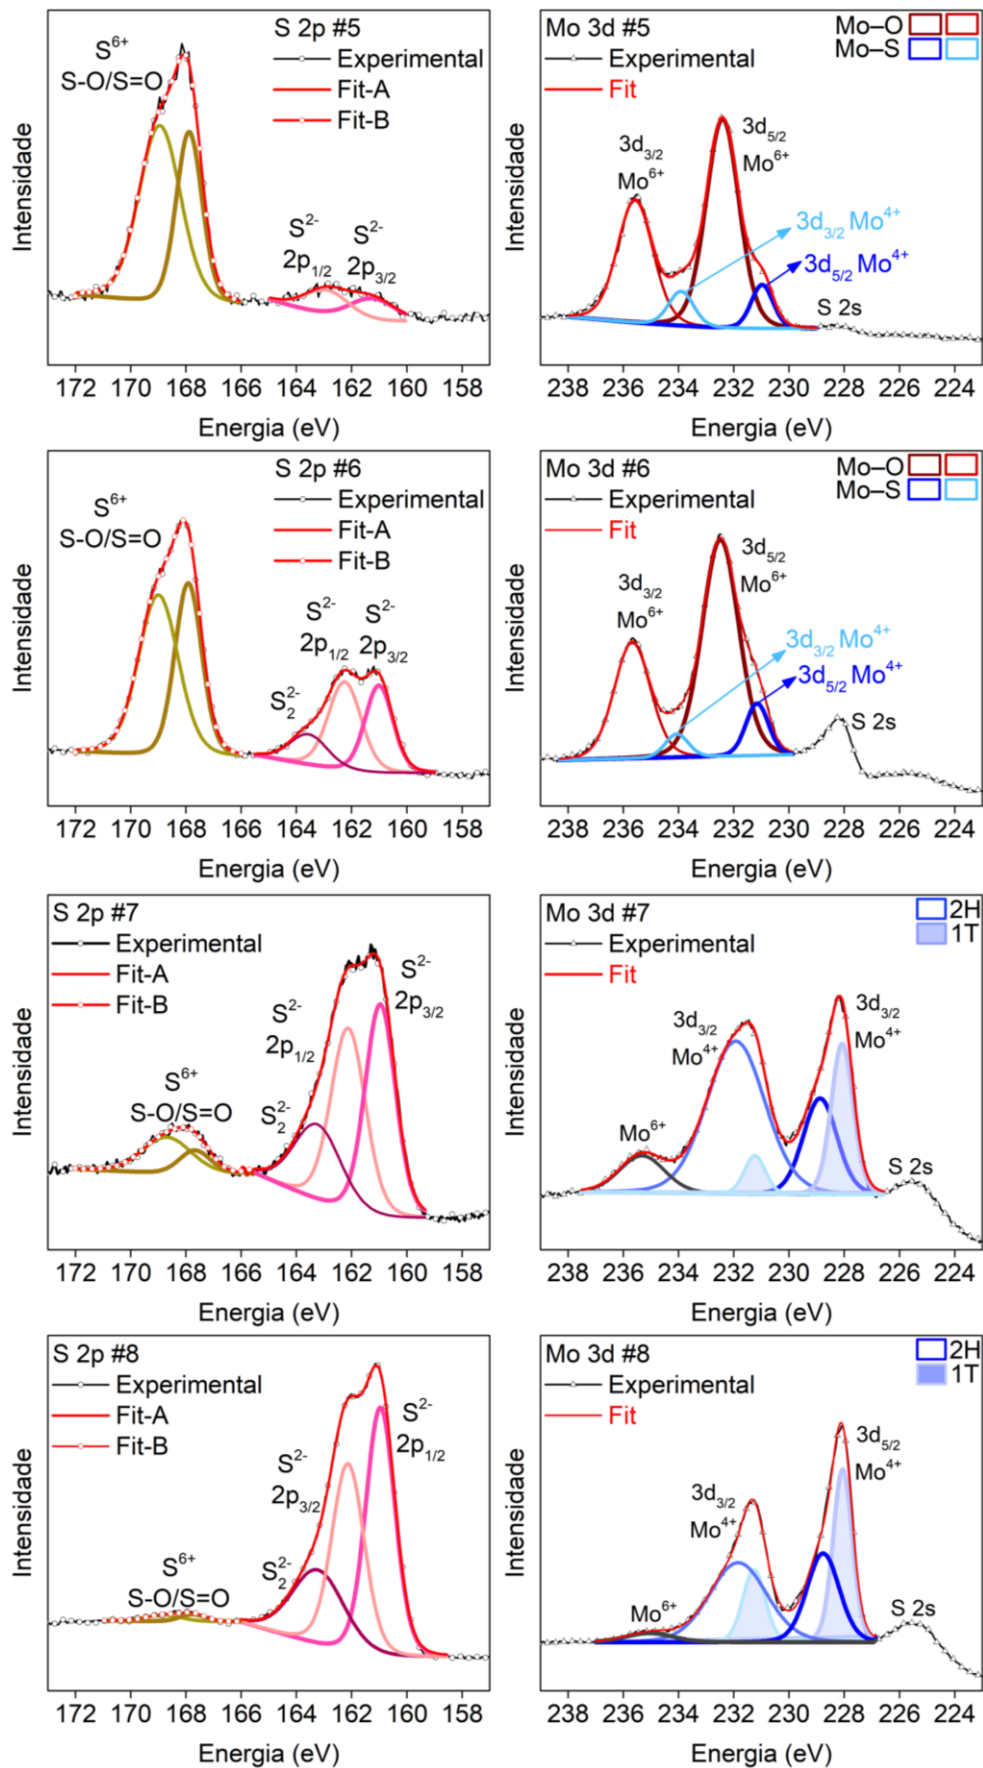 S 2p #5
Experimental
Fit-A
Fit-B
S6+
S-O/S=O
S2-
2p1/2
S2-
2p3/2
Intensidade
172 170 168 166 164 162 160 158
Energia (eV)
Mo 3d #5
Experimental
Fit
Mo–O
Mo–S
3d3/2
Mo6+
3d5/2
Mo6+
3d3/2 Mo4+
3d5/2 Mo4+
S 2s
Intensidade
238 236 234 232 230 228 226 224
Energia (eV)
S 2p #6
Experimental
Fit-A
Fit-B
S6+
S-O/S=O
S2-
2p1/2
S2-
2p3/2
S22-
Intensidade
172 170 168 166 164 162 160 158
Energia (eV)
Mo 3d #6
Experimental
Fit
Mo–O
Mo–S
3d3/2
Mo6+
3d5/2
Mo6+
3d3/2 Mo4+
3d5/2 Mo4+
S 2s
Intensidade
238 236 234 232 230 228 226 224
Energia (eV)
S 2p #7
Experimental
Fit-A
Fit-B
S2-
2p3/2
S2-
2p1/2
S22-
S6+
S-O/S=O
Intensidade
172 170 168 166 164 162 160 158
Energia (eV)
Mo 3d #7
Experimental
Fit
2H
1T
3d3/2
Mo4+
3d3/2
Mo4+
Mo6+
S 2s
Intensidade
238 236 234 232 230 228 226 224
Energia (eV)
S 2p #8
Experimental
Fit-A
Fit-B
S2-
2p1/2
S2-
2p3/2
S22-
S6+
S-O/S=O
Intensidade
172 170 168 166 164 162 160 158
Energia (eV)
Mo 3d #8
Experimental
Fit
2H
1T
3d5/2
Mo4+
3d3/2
Mo4+
Mo6+
S 2s
Intensidade
238 236 234 232 230 228 226 224
Energia (eV)